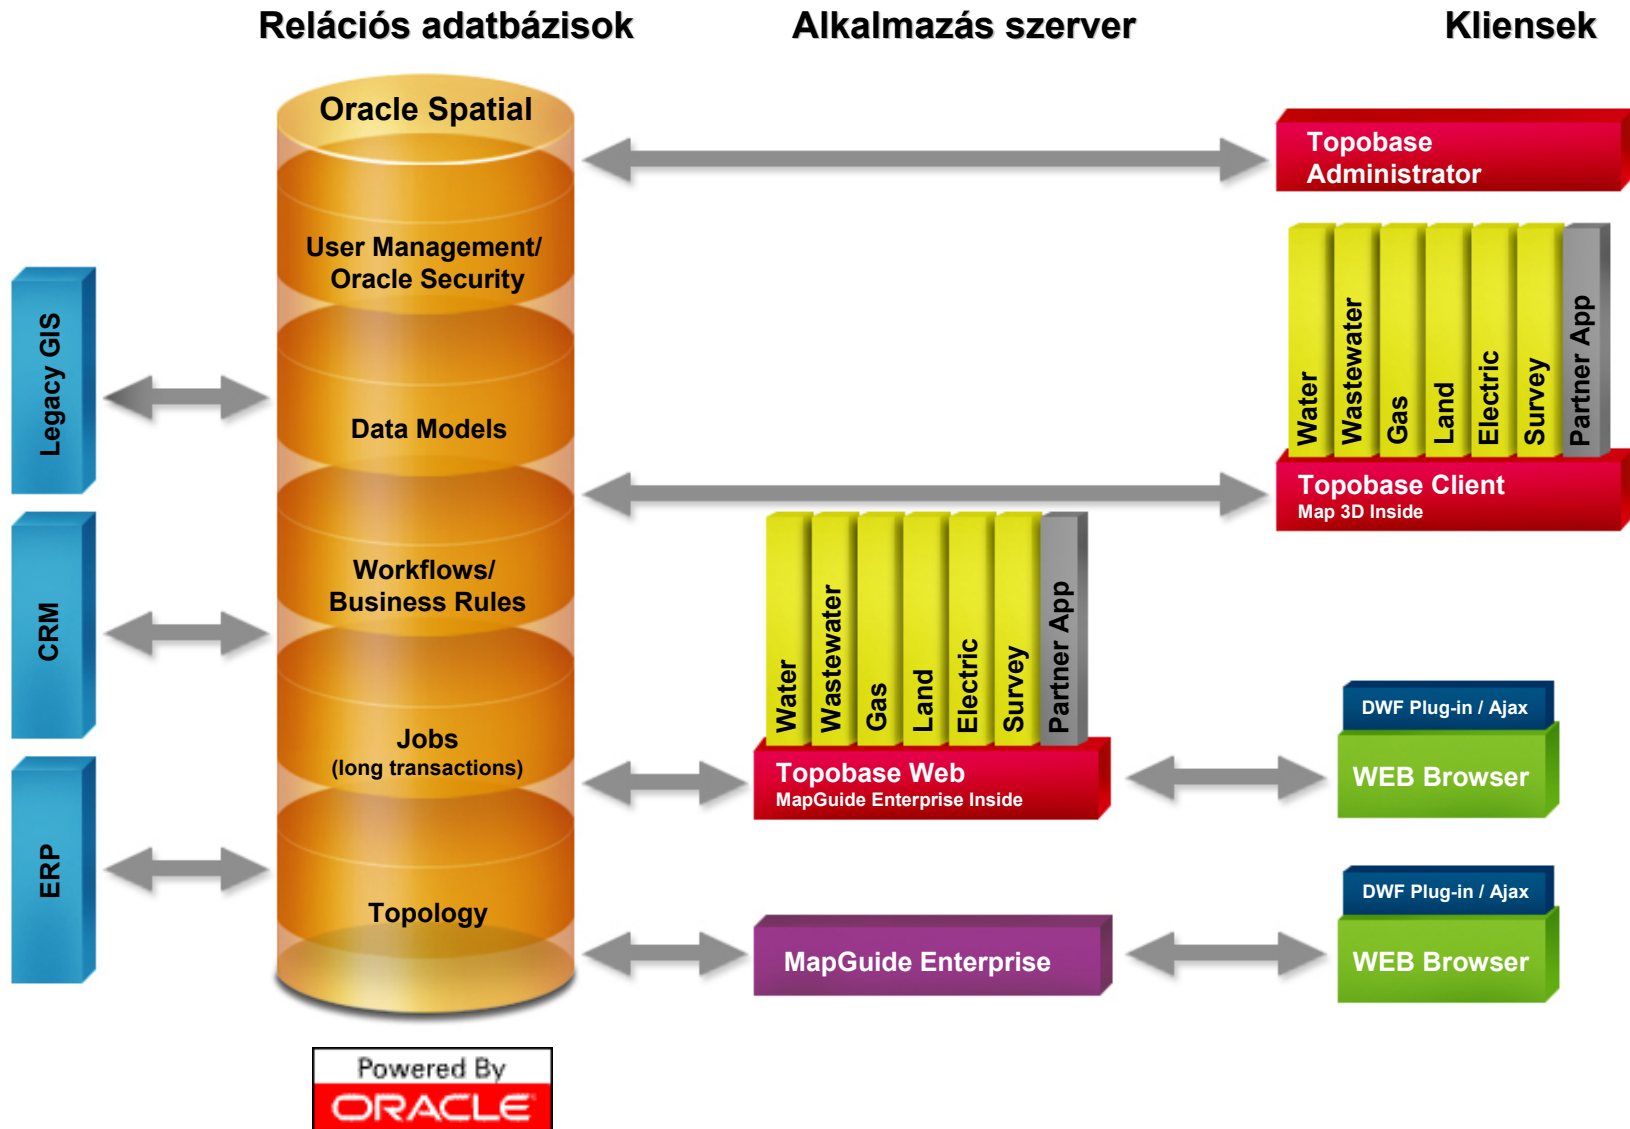 Relációs adatbázisok
Alkalmazás szerver
Kliensek
Oracle Spatial
User Management/
Oracle Security
Data Models
Workflows/
Business Rules
Jobs
(long transactions)
Topology
Legacy GIS
CRM
ERP
Powered By
ORACLE
Topobase
Administrator
Water
Wastewater
Gas
Land
Electric
Survey
Partner App
Topobase Client
Map 3D Inside
Water
Wastewater
Gas
Land
Electric
Survey
Partner App
Topobase Web
MapGuide Enterprise Inside
DWF Plug-in / Ajax
WEB Browser
MapGuide Enterprise
DWF Plug-in / Ajax
WEB Browser